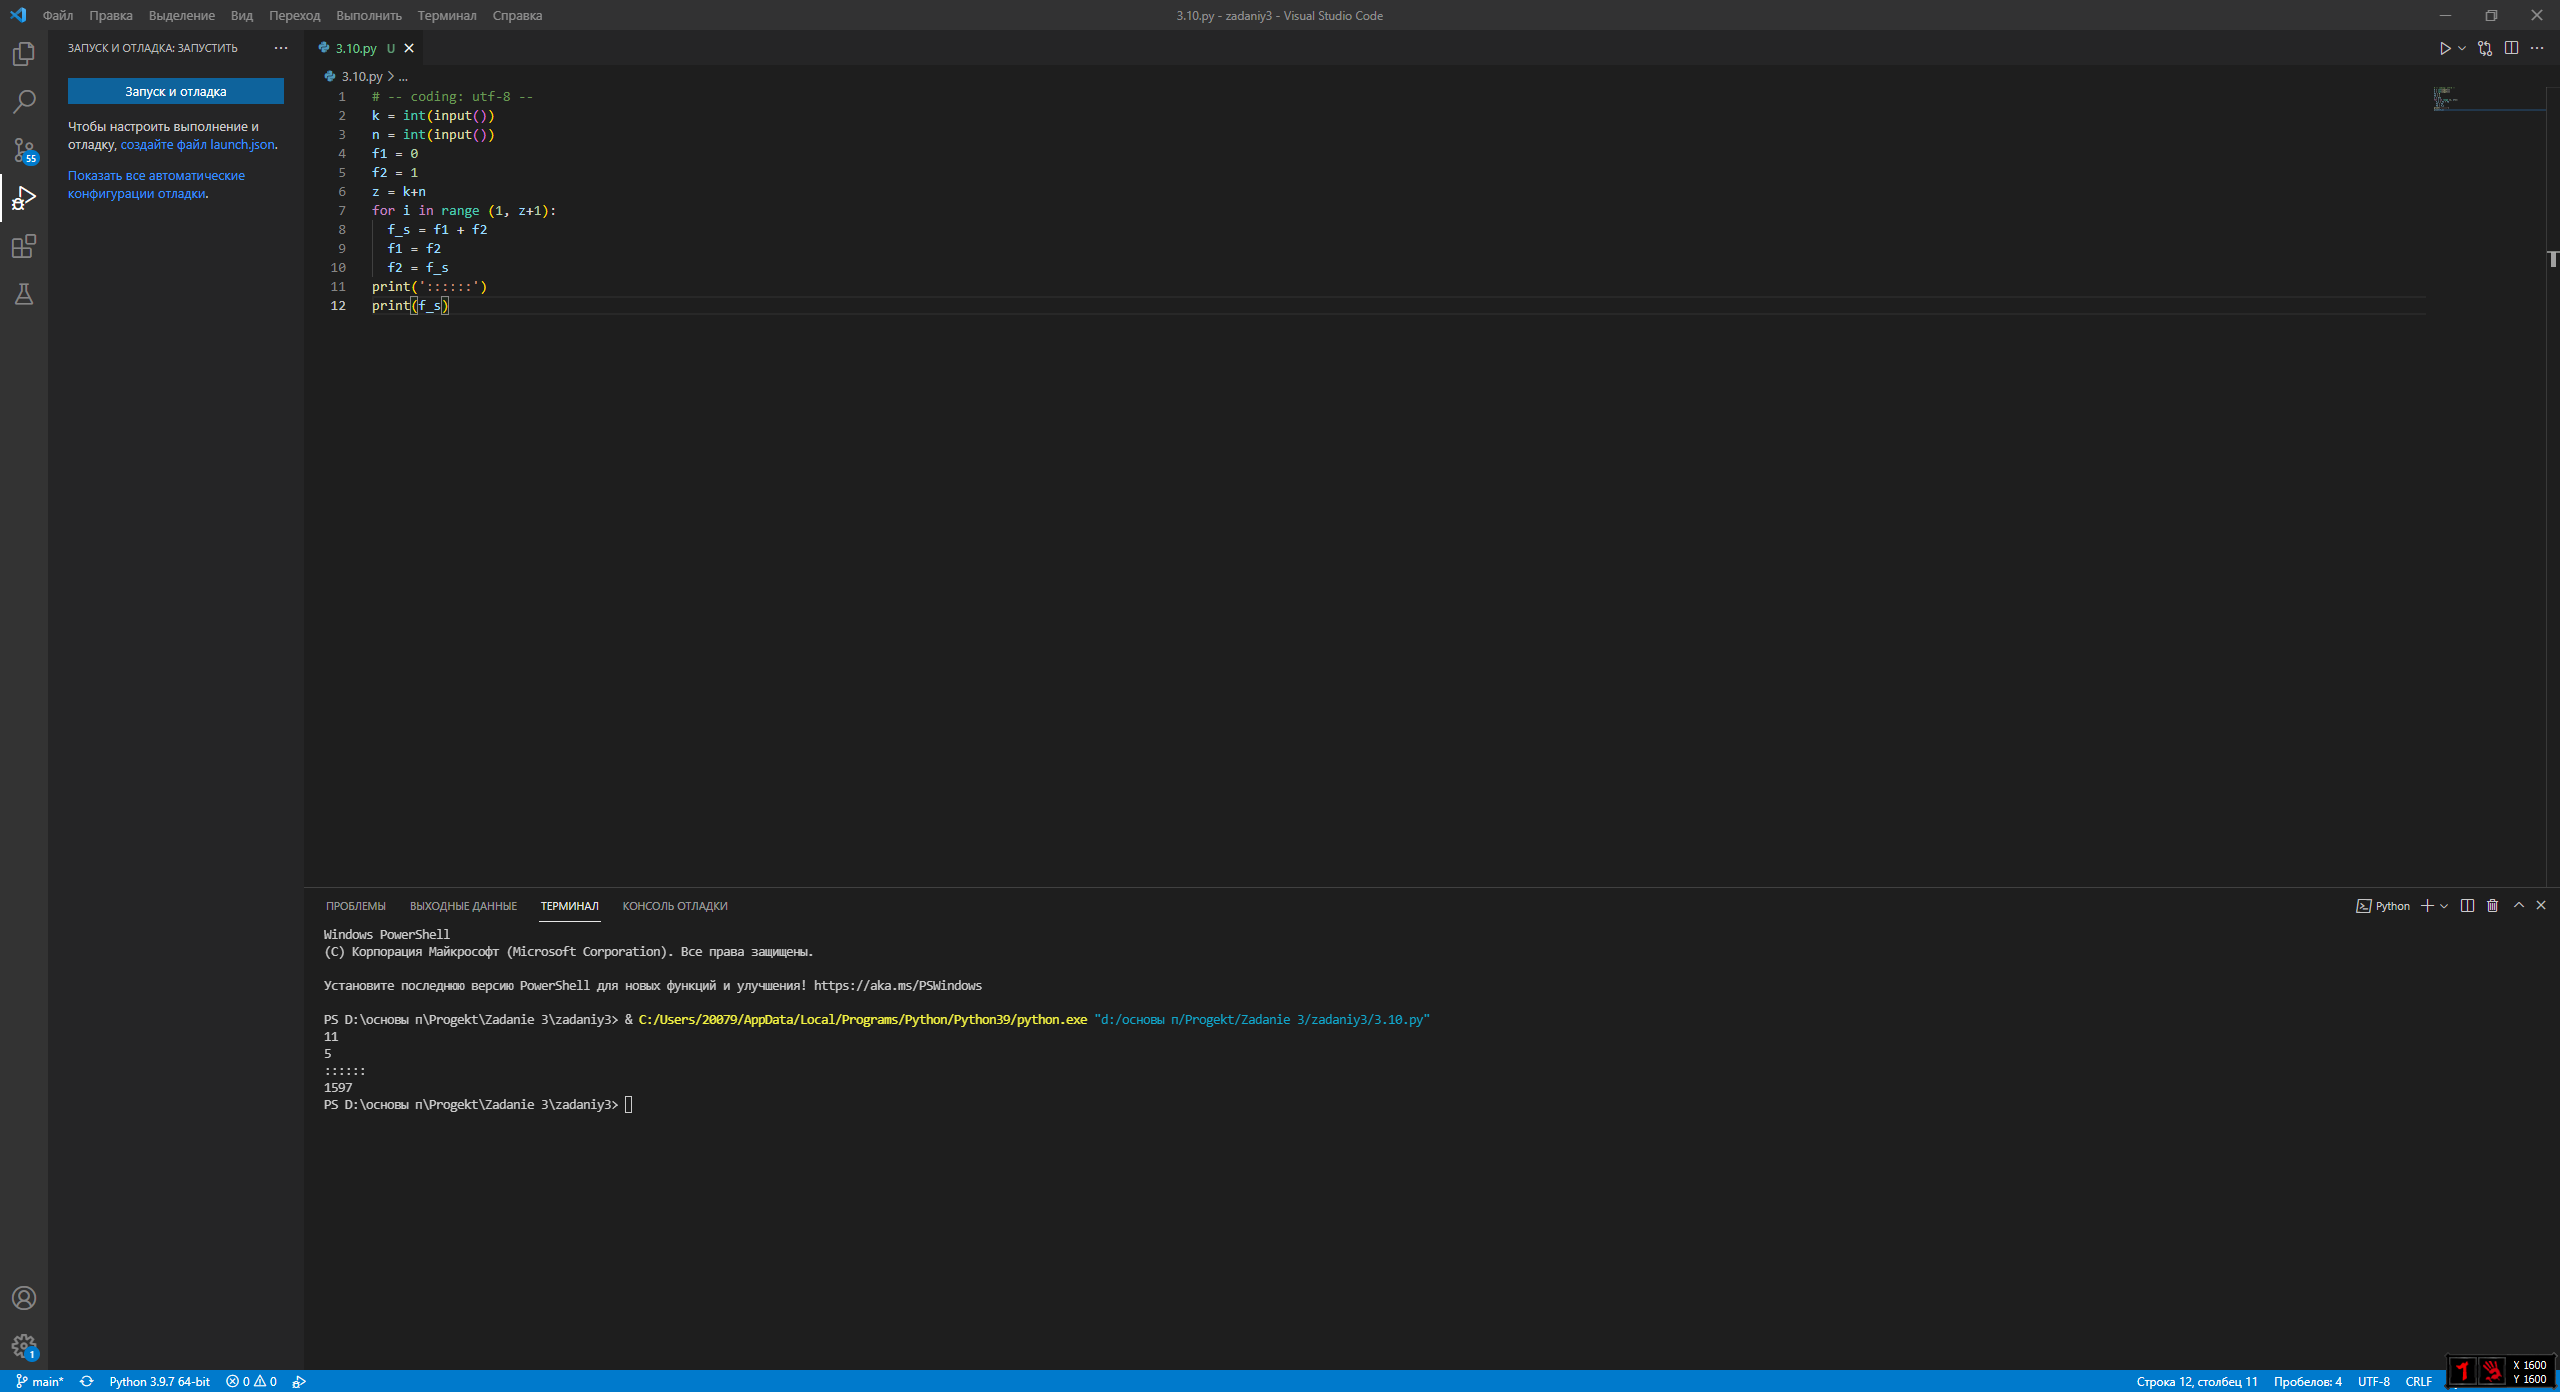 Файл Правка Выделение Вид Переход Выполнить Терминал Справка
3.10.py - zadaniy3 - Visual Studio Code
ЗАПУСК И ОТЛАДКА: ЗАПУСТИТЬ ···
Запуск и отладка
Чтобы настроить выполнение и
отладку, создайте файл launch.json.
Показать все автоматические
конфигурации отладки.
55
1
3.10.py U
3.10.py > ...
1 # -- coding: utf-8 --
2 k = int(input())
3 n = int(input())
4 f1 = 0
5 f2 = 1
6 z = k+n
7 for i in range (1, z+1):
8 f_s = f1 + f2
9 f1 = f2
10 f2 = f_s
11 print('::::::')
12 print(f_s)
ПРОБЛЕМЫ ВЫХОДНЫЕ ДАННЫЕ ТЕРМИНАЛ КОНСОЛЬ ОТЛАДКИ
Python
Windows PowerShell
(C) Корпорация Майкрософт (Microsoft Corporation). Все права защищены.
Установите последнюю версию PowerShell для новых функций и улучшения! https://aka.ms/PSWindows
PS D:\основы п\Progekt\Zadanie 3\zadaniy3> & C:/Users/20079/AppData/Local/Programs/Python/Python39/python.exe "d:/основы п/Progekt/Zadanie 3/zadaniy3/3.10.py"
11
5
::::::
1597
PS D:\основы п\Progekt\Zadanie 3\zadaniy3>
main* Python 3.9.7 64-bit 0 0
Строка 12, столбец 11 Пробелов: 4 UTF-8 CRLF
X 1600
Y 1600